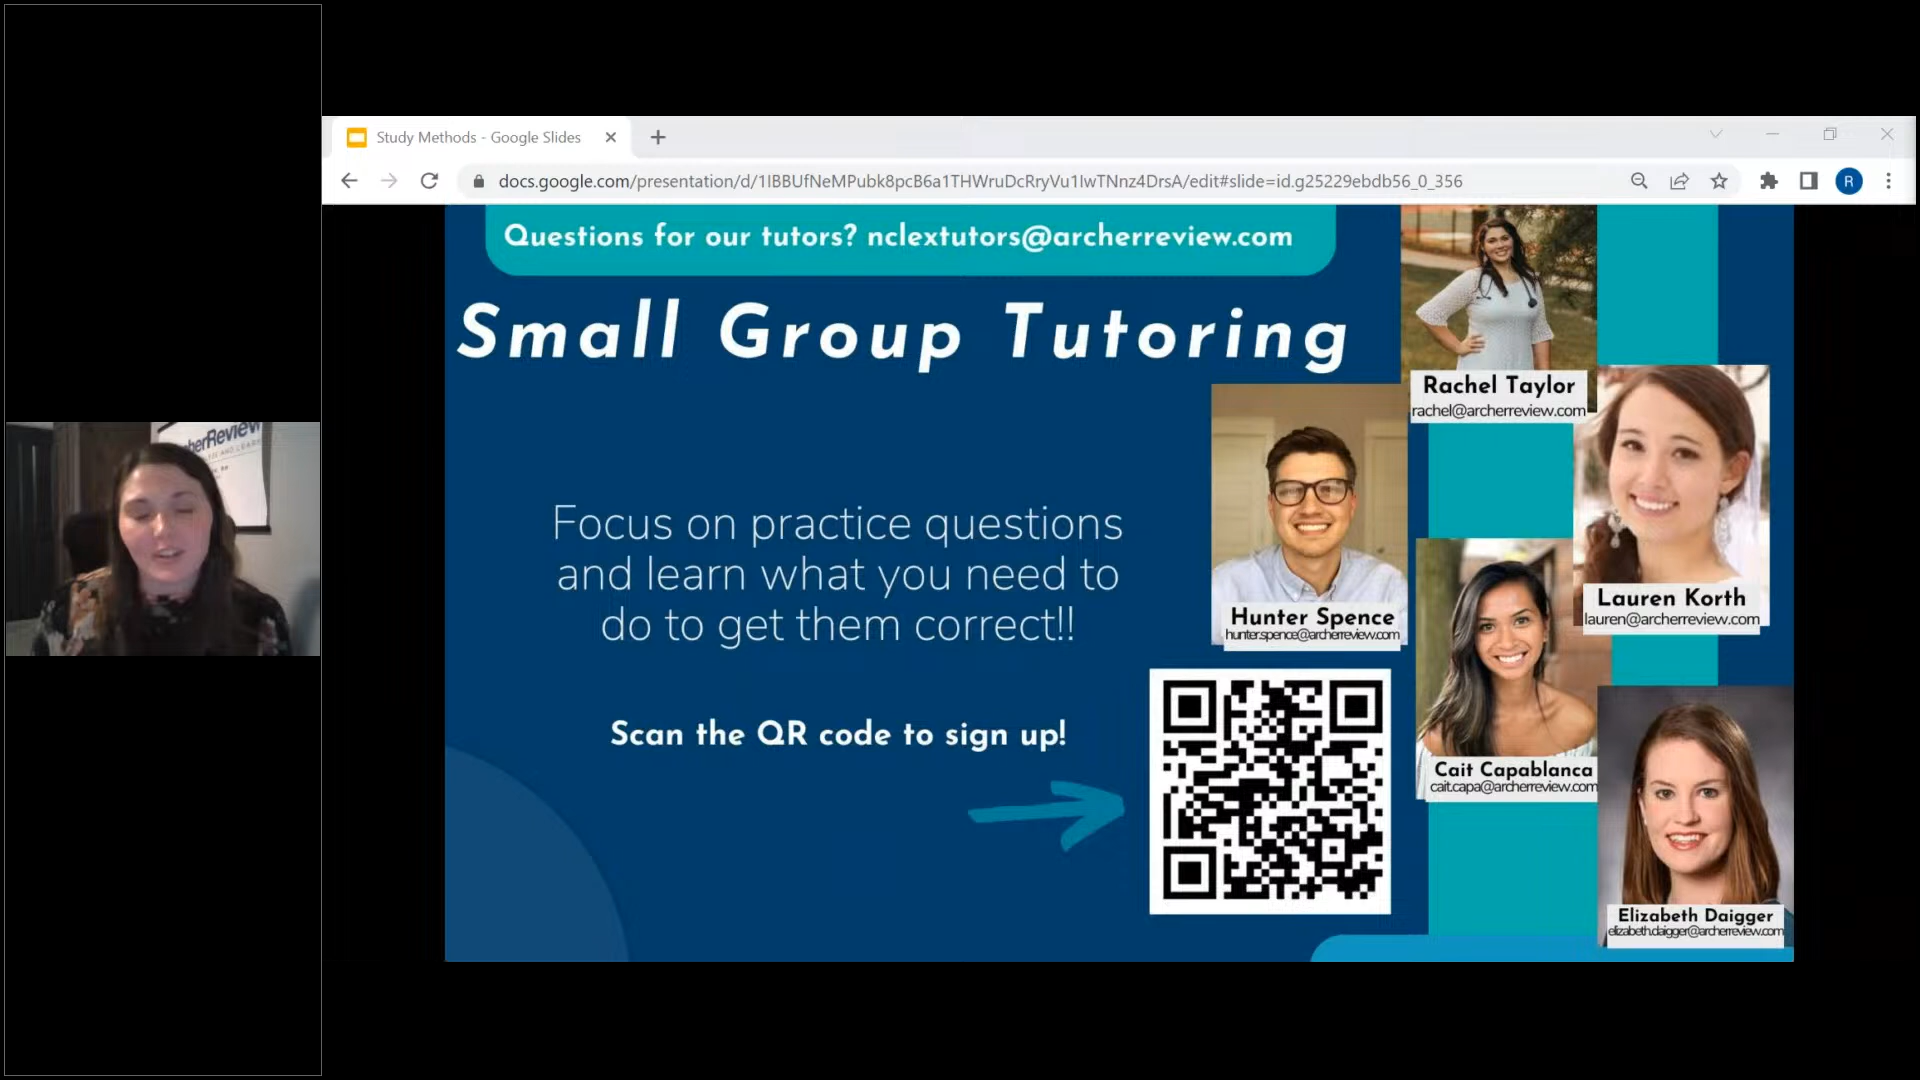 Study Methods - Google Slides
docs.google.com/presentation/d/1IBBUfNeMPubk8pcB6a1THWruDcRryVu1IwTNnz4DrsA/edit#slide=id.g25229ebdb56_0_356
R
Questions for our tutors? nclextutors@archerreview.com
Small Group Tutoring
Rachel Taylor
rachel@archerreview.com
Focus on practice questions
and learn what you need to
do to get them correct!!
Hunter Spence
hunter.spence@archerreview.com
Lauren Korth
lauren@archerreview.com
Scan the QR code to sign up!
Cait Capablanca
cait.capa@archerreview.com
Elizabeth Daigger
elizabeth.daigger@archerreview.com
herReview